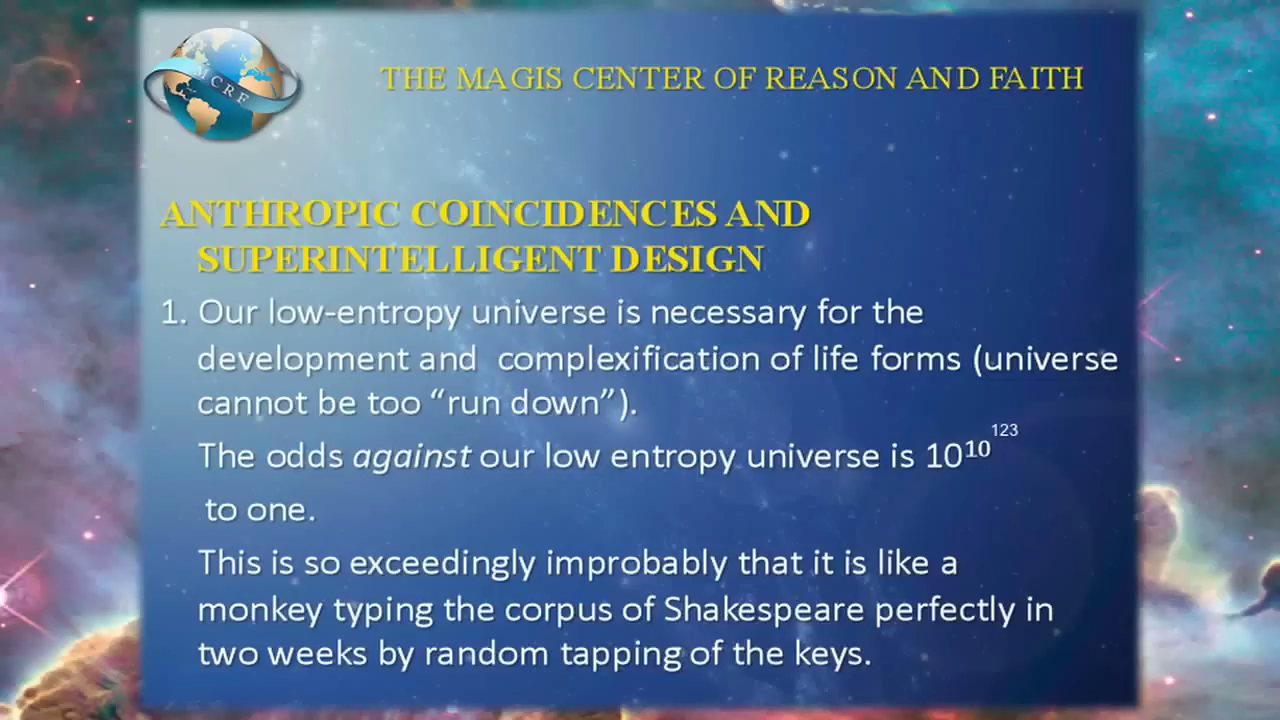 MCRF
THE MAGIS CENTER OF REASON AND FAITH
ANTHROPIC COINCIDENCES AND
SUPERINTELLIGENT DESIGN
1. Our low-entropy universe is necessary for the
development and complexification of life forms (universe
cannot be too “run down”).
The odds against our low entropy universe is 10^10^123
to one.
This is so exceedingly improbably that it is like a
monkey typing the corpus of Shakespeare perfectly in
two weeks by random tapping of the keys.